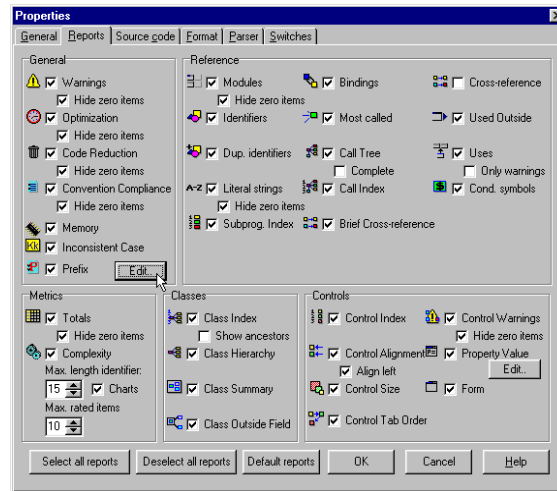 Properties
General Reports Source code Format Parser Switches
General
Warnings
Hide zero items
Optimization
Hide zero items
Code Reduction
Hide zero items
Convention Compliance
Hide zero items
Memory
Inconsistent Case
Prefix Edit..
Reference
Modules Bindings Cross-reference
Hide zero items
Identifiers Most called Used Outside
Dup. identifiers Call Tree Uses
Complete Only warnings
A-Z Literal strings Call Index Cond. symbols
Hide zero items
Subprog. Index Brief Cross-reference
Metrics
Totals
Hide zero items
Complexity
Max. length identifier:
15 Charts
Max. rated items
10
Classes
Class Index
Show ancestors
Class Hierarchy
Class Summary
Class Outside Field
Controls
Control Index Control Warnings
Hide zero items
Control Alignment Property Value
Align left Edit..
Control Size Form
Control Tab Order
Select all reports Deselect all reports Default reports OK Cancel Help